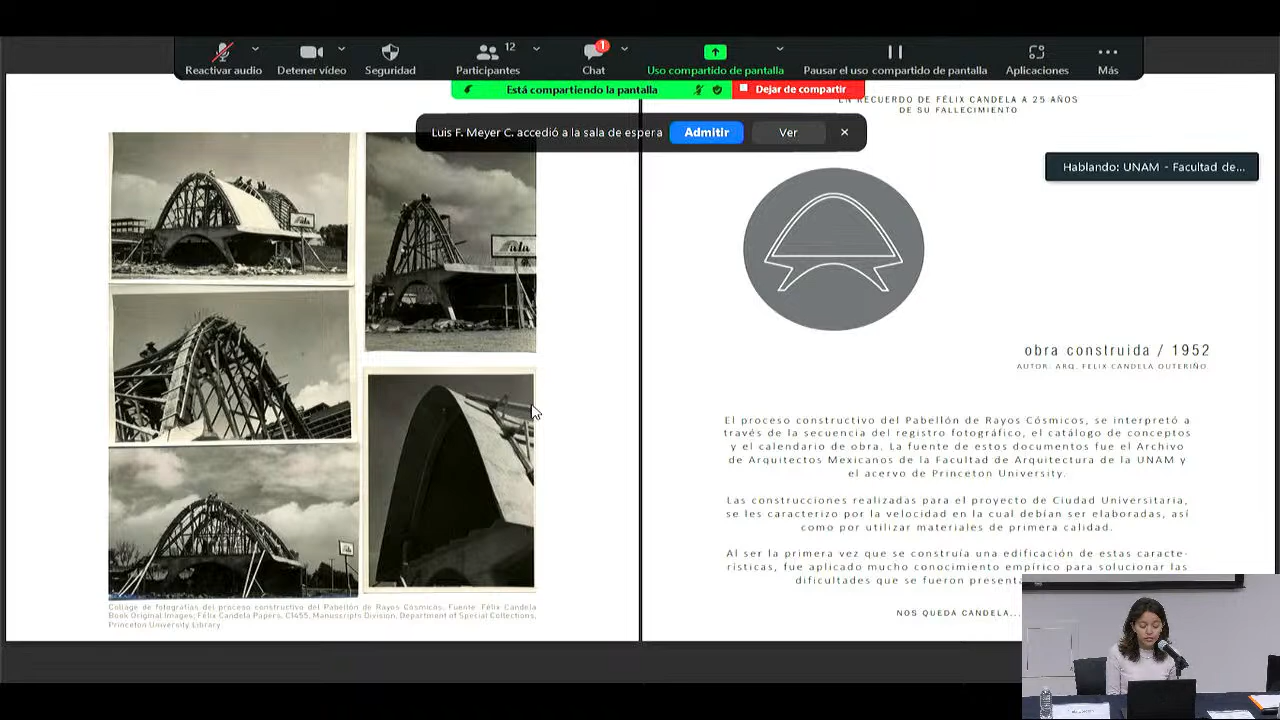 Reactivar audio
Detener vídeo
Seguridad
Participantes
12
Chat
1
Uso compartido de pantalla
Pausar el uso compartido de pantalla
Aplicaciones
Más
Está compartiendo la pantalla
Dejar de compartir
EN RECUERDO DE FÉLIX CANDELA A 25 AÑOS
DE SU FALLECIMIENTO
Luis F. Meyer C. accedió a la sala de espera
Admitir
Ver
Hablando: UNAM - Facultad de...
ala
ala
obra construida / 1952
AUTOR: ARQ. FELIX CANDELA OUTERIÑO.
El proceso constructivo del Pabellón de Rayos Cósmicos, se interpretó a
través de la secuencia del registro fotográfico, el catálogo de conceptos
y el calendario de obra. La fuente de estos documentos fue el Archivo
de Arquitectos Mexicanos de la Facultad de Arquitectura de la UNAM y
el acervo de Princeton University.
Las construcciones realizadas para el proyecto de Ciudad Universitaria,
se les caracterizo por la velocidad en la cual debían ser elaboradas, así
como por utilizar materiales de primera calidad.
Al ser la primera vez que se construía una edificación de estas caracte-
rísticas, fue aplicado mucho conocimiento empírico para solucionar las
dificultades que se fueron presenta
NOS QUEDA CANDELA...
Collage de fotografías del proceso constructivo del Pabellón de Rayos Cósmicos. Fuente: Félix Candela
Book Original Images; Félix Candela Papers, C1455, Manuscripts Division, Department of Special Collections,
Princeton University Library